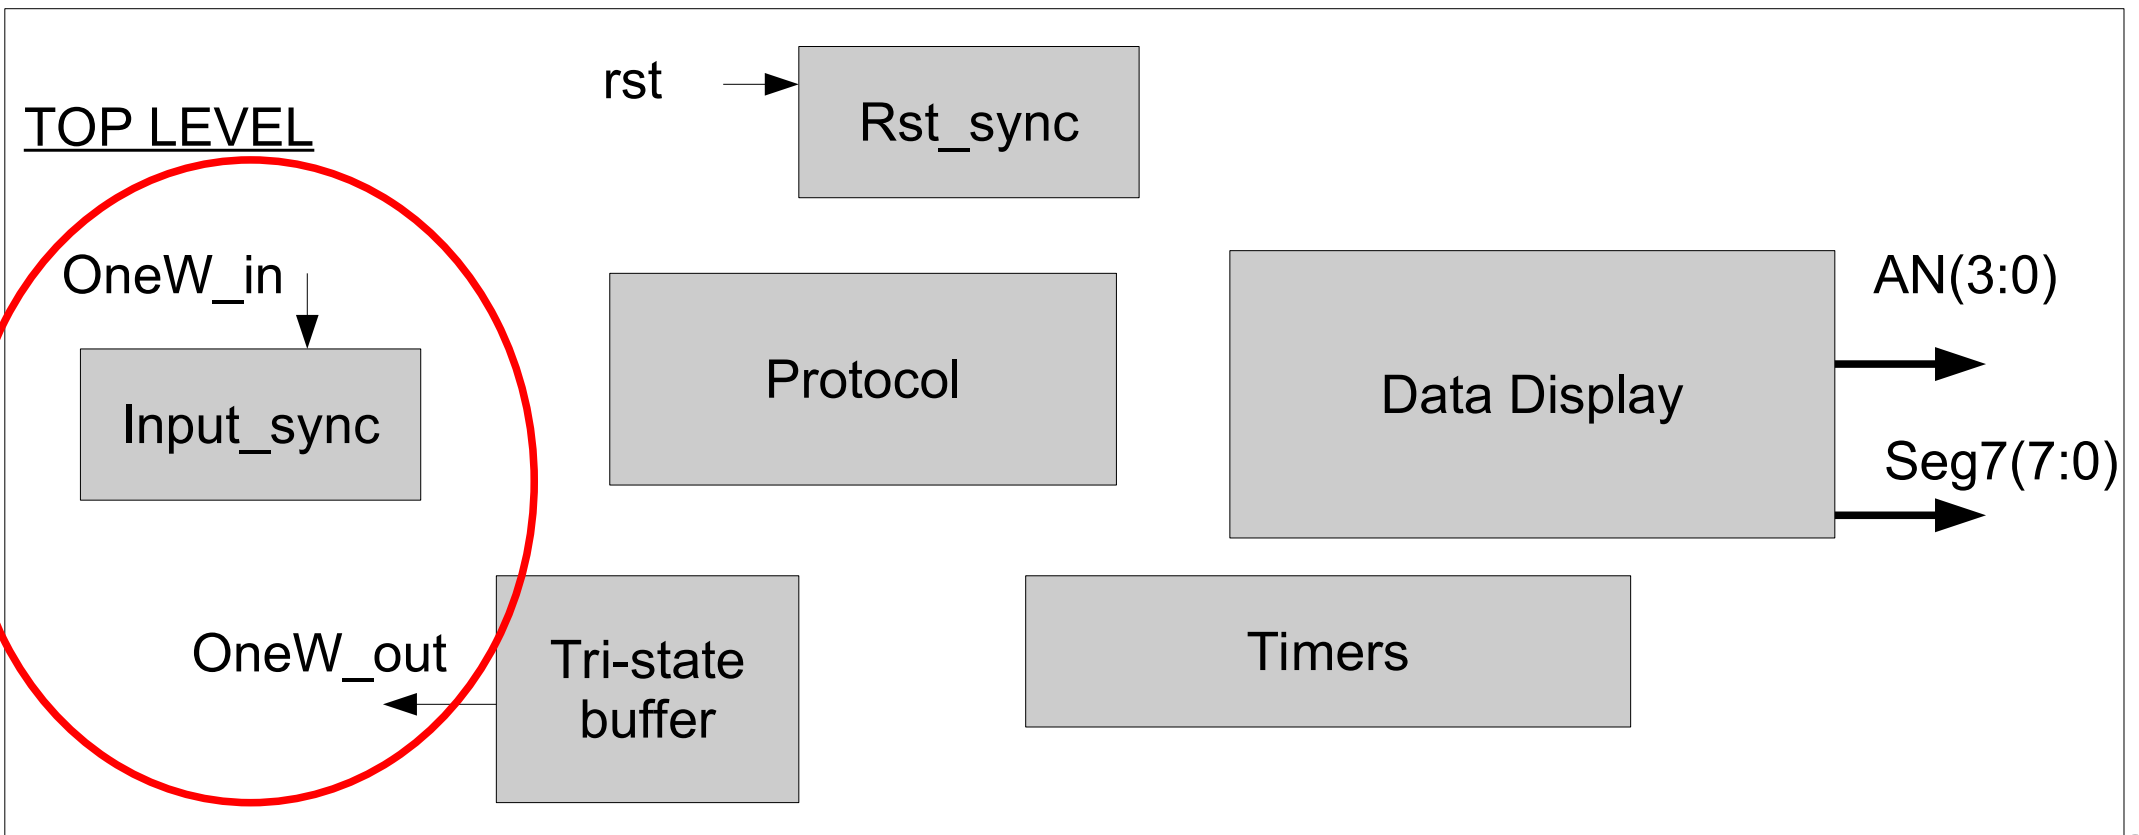 rst
Rst_sync
TOP LEVEL
OneW_in
AN(3:0)
Protocol
Data Display
Input_sync
Seg7(7:0)
OneW_out
Tri-state
buffer
Timers